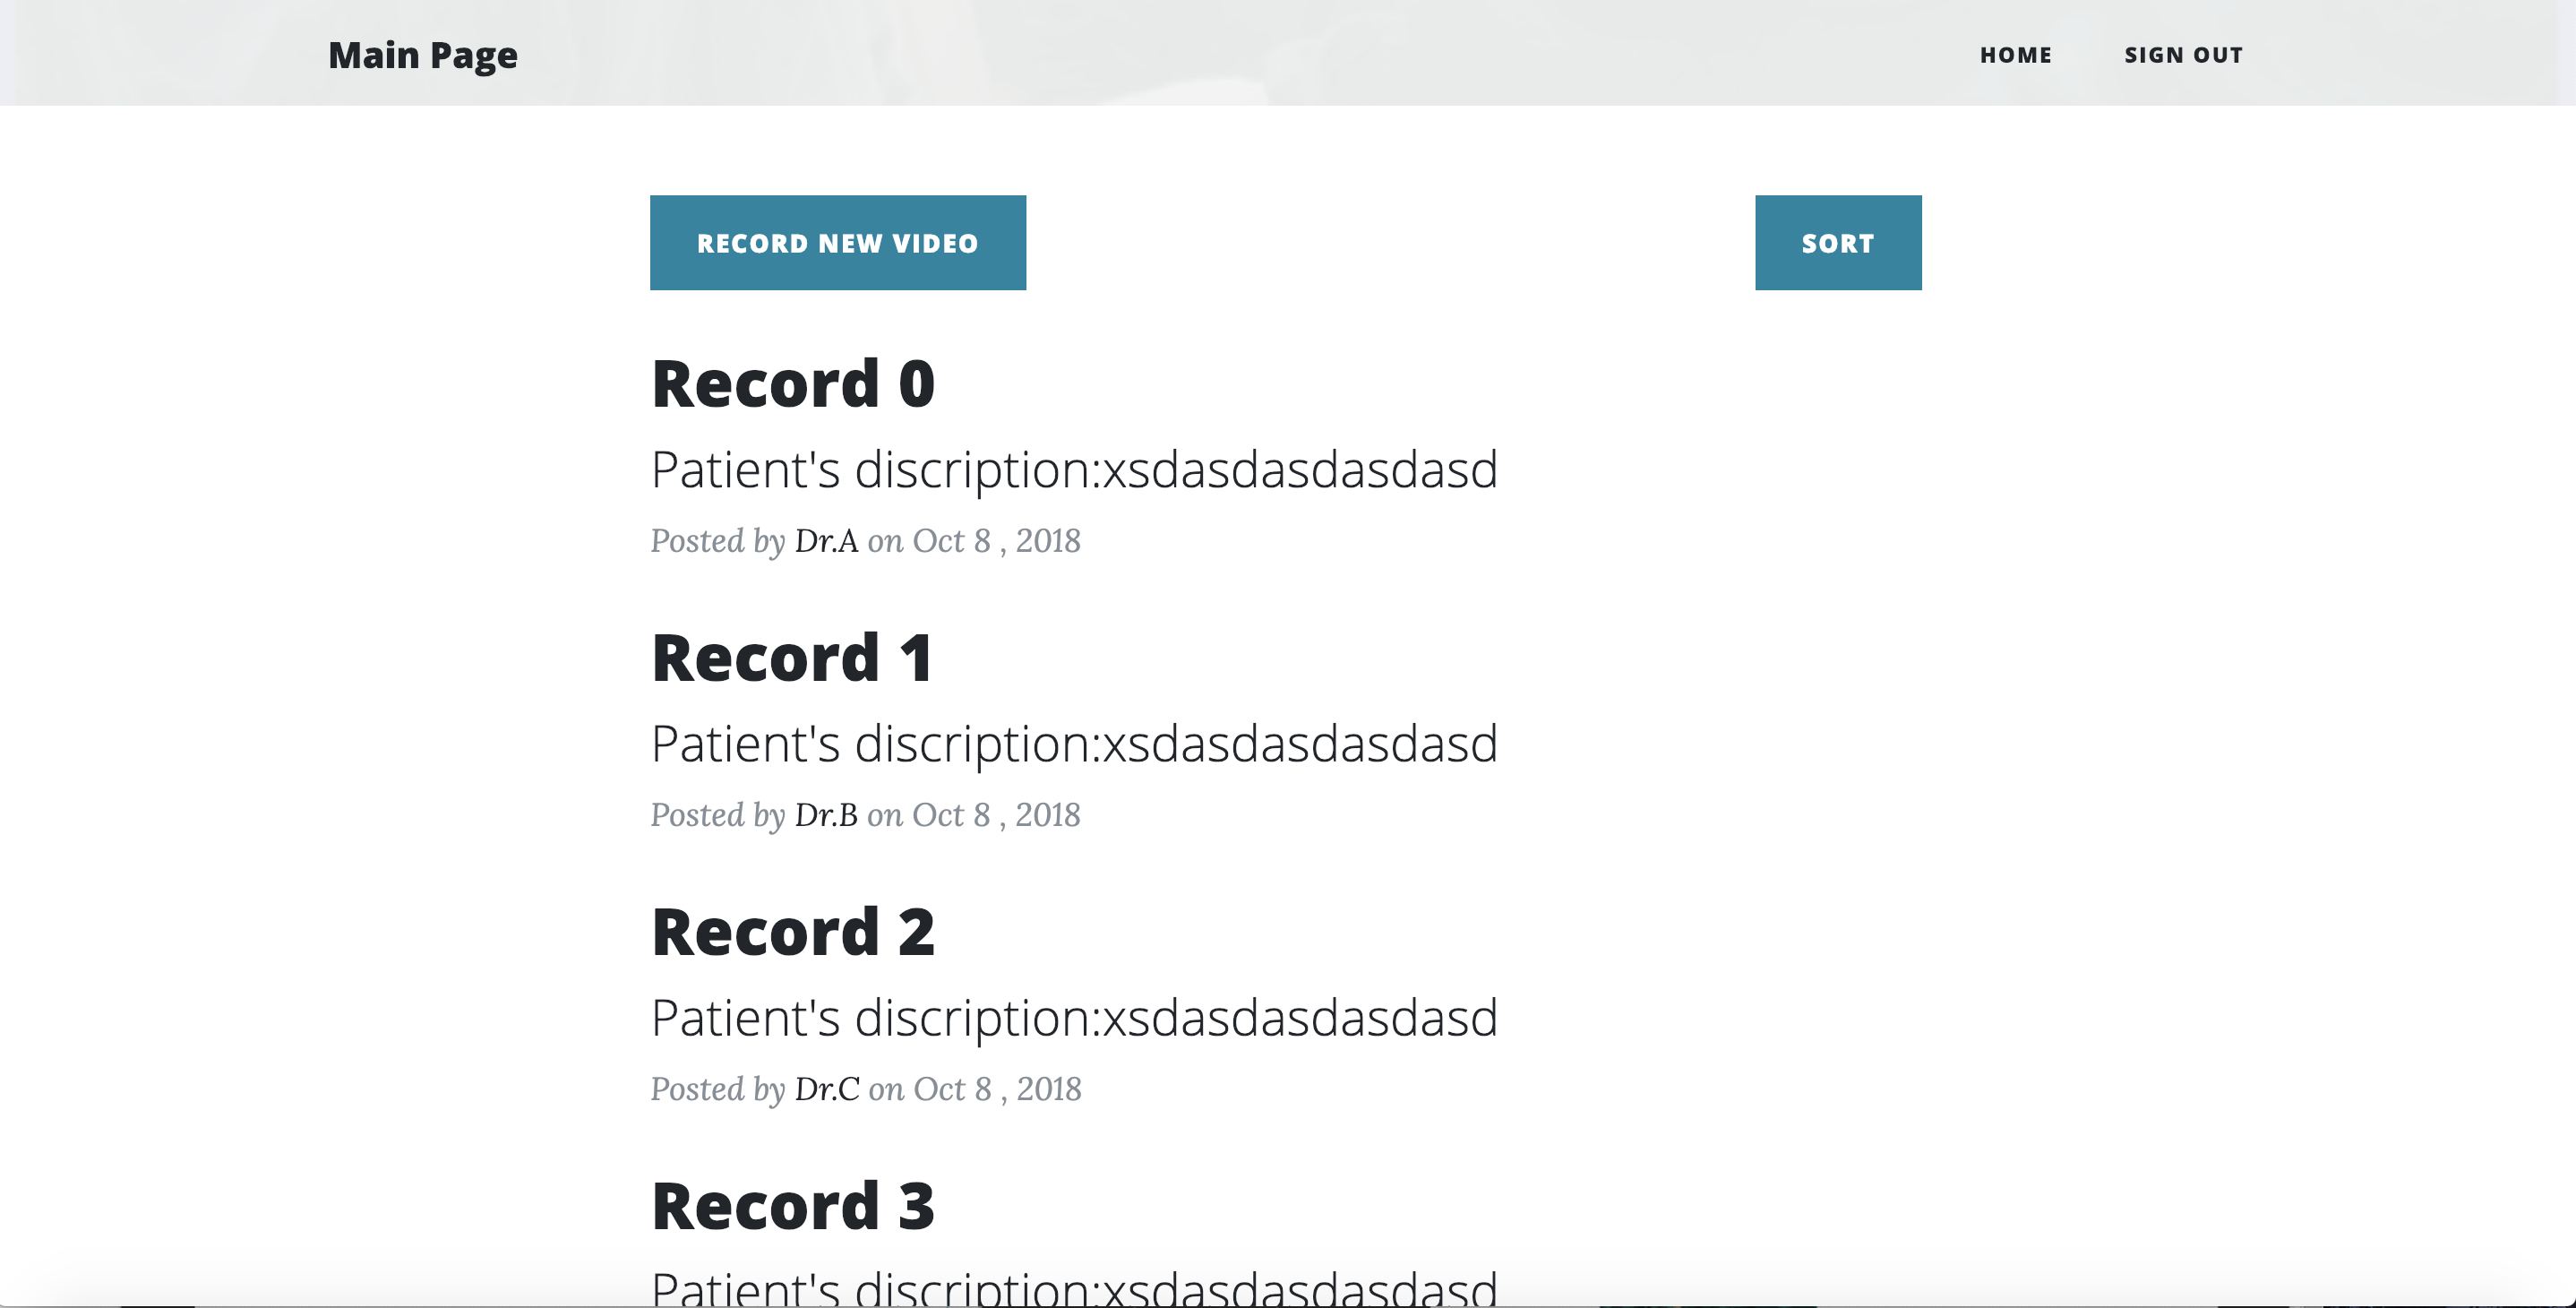 Main Page
HOME
SIGN OUT
RECORD NEW VIDEO
SORT
Record 0
Patient's discription:xsdasdasdasdasd
Posted by Dr.A on Oct 8 , 2018
Record 1
Patient's discription:xsdasdasdasdasd
Posted by Dr.B on Oct 8 , 2018
Record 2
Patient's discription:xsdasdasdasdasd
Posted by Dr.C on Oct 8 , 2018
Record 3
Patient's discription:xsdasdasdasdasd